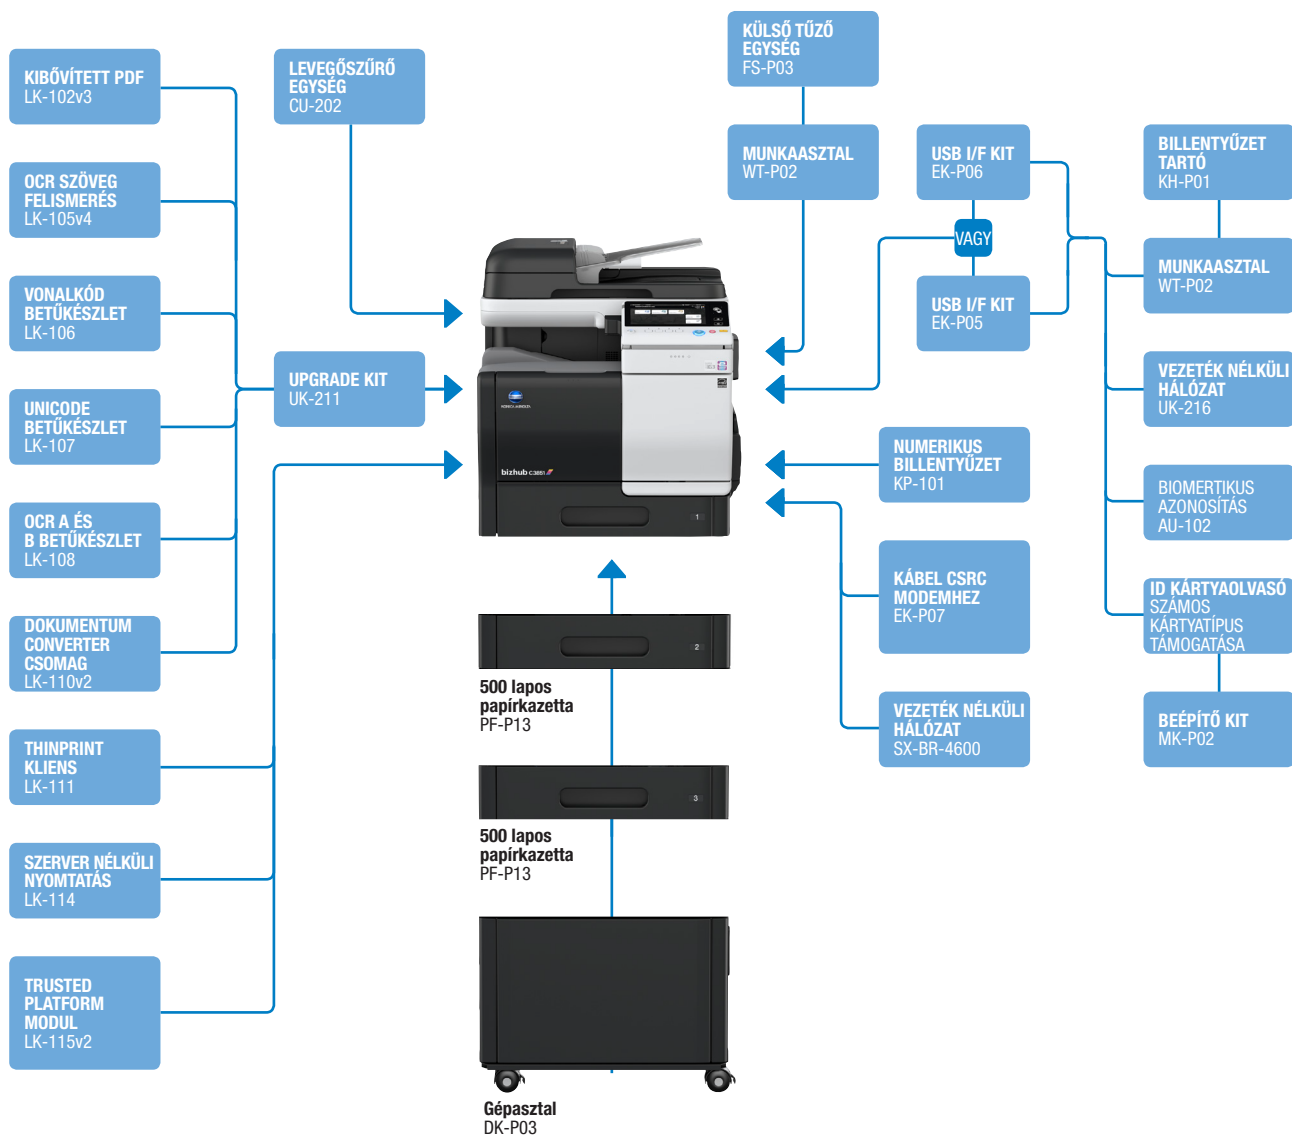 KIBŐVÍTETT PDF
LK-102v3
OCR SZÖVEG
FELISMERÉS
LK-105v4
VONALKÓD
BETŰKÉSZLET
LK-106
UNICODE
BETŰKÉSZLET
LK-107
OCR A ÉS
B BETŰKÉSZLET
LK-108
DOKUMENTUM
CONVERTER
CSOMAG
LK-110v2
THINPRINT
KLIENS
LK-111
SZERVER NÉLKÜLI
NYOMTATÁS
LK-114
TRUSTED
PLATFORM
MODUL
LK-115v2
LEVEGŐSZŰRŐ
EGYSÉG
CU-202
UPGRADE KIT
UK-211
KONICA MINOLTA
bizhub C3851
1
2
500 lapos
papírkazetta
PF-P13
3
500 lapos
papírkazetta
PF-P13
Gépasztal
DK-P03
KÜLSŐ TŰZŐ
EGYSÉG
FS-P03
MUNKAASZTAL
WT-P02
USB I/F KIT
EK-P06
VAGY
USB I/F KIT
EK-P05
NUMERIKUS
BILLENTYŰZET
KP-101
KÁBEL CSRC
MODEMHEZ
EK-P07
VEZETÉK NÉLKÜLI
HÁLÓZAT
SX-BR-4600
BILLENTYŰZET
TARTÓ
KH-P01
MUNKAASZTAL
WT-P02
VEZETÉK NÉLKÜLI
HÁLÓZAT
UK-216
BIOMERTIKUS
AZONOSÍTÁS
AU-102
ID KÁRTYAOLVASÓ
SZÁMOS
KÁRTYATÍPUS
TÁMOGATÁSA
BEÉPÍTŐ KIT
MK-P02